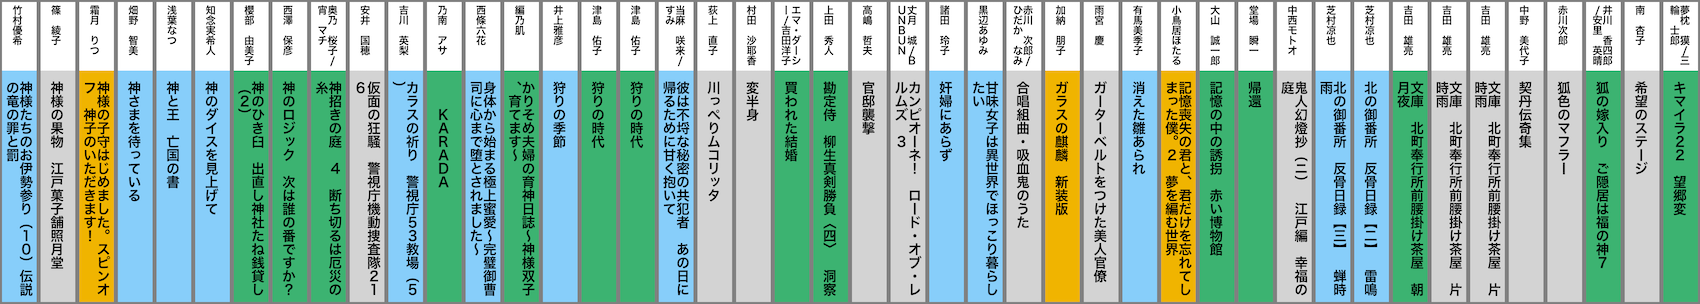 夢枕　獏/三輪　士郎
キマイラ２２　望郷変
南　杏子
希望のステージ
井川　香四郎/安里　英晴
狐の嫁入り　ご隠居は福の神７
赤川次郎
狐色のマフラー
中野　美代子
契丹伝奇集
吉田　雄亮
文庫　北町奉行所前腰掛け茶屋　片時雨
吉田　雄亮
文庫　北町奉行所前腰掛け茶屋　片時雨
吉田　雄亮
文庫　北町奉行所前腰掛け茶屋　朝月夜
芝村凉也
北の御番所　反骨日録【二】　雷鳴
芝村凉也
北の御番所　反骨日録【三】　蝉時雨
中西モトオ
鬼人幻燈抄（二）　江戸編　幸福の庭
堂場　瞬一
帰還
大山　誠一郎
記憶の中の誘拐　赤い博物館
小鳥居ほたる
記憶喪失の君と、君だけを忘れてしまった僕。２　夢を編む世界
有馬美季子
消えた雛あられ
雨宮　慶
ガーターベルトをつけた美人官僚
加納　朋子
ガラスの麒麟　新装版
赤川　次郎/ひだか　なみ
合唱組曲・吸血鬼のうた
黒辺あゆみ
甘味女子は異世界でほっこり暮らしたい
諸田　玲子
奸婦にあらず
丈月　城/ＢＵＮＢＵＮ
カンピオーネ！　ロード・オブ・レルムズ　３
高嶋　哲夫
官邸襲撃
上田　秀人
勘定侍　柳生真剣勝負〈四〉　洞察
エマ・ダーシー/吉田洋子
買われた結婚
村田　沙耶香
変半身
荻上　直子
川っぺりムコリッタ
当麻　咲来/すみ
彼は不埒な秘密の共犯者　あの日に帰るために甘く抱いて
津島　佑子
狩りの時代
津島　佑子
狩りの時代
井上雅彦
狩りの季節
編乃肌
かりそめ夫婦の育神日誌～神様双子、育てます～
西條六花
身体から始まる極上蜜愛～完璧御曹司に心まで堕とされました～
乃南　アサ
ＫＡＲＡＤＡ
吉川　英梨
カラスの祈り　警視庁５３教場（５）
安井　国穂
仮面の狂騒　警視庁機動捜査隊２１６
奥乃　桜子/宵　マチ
神招きの庭　４　断ち切るは厄災の糸
西澤　保彦
神のロジック　次は誰の番ですか？
櫻部　由美子
神のひき臼　出直し神社たね銭貸し（２）
知念実希人
神のダイスを見上げて
浅葉なつ
神と王　亡国の書
畑野　智美
神さまを待っている
霜月　りつ
神様の子守はじめました。スピンオフ　神子のいただきます！
篠　綾子
神様の果物　江戸菓子舗照月堂
竹村優希
神様たちのお伊勢参り（１０）伝説の竜の罪と罰